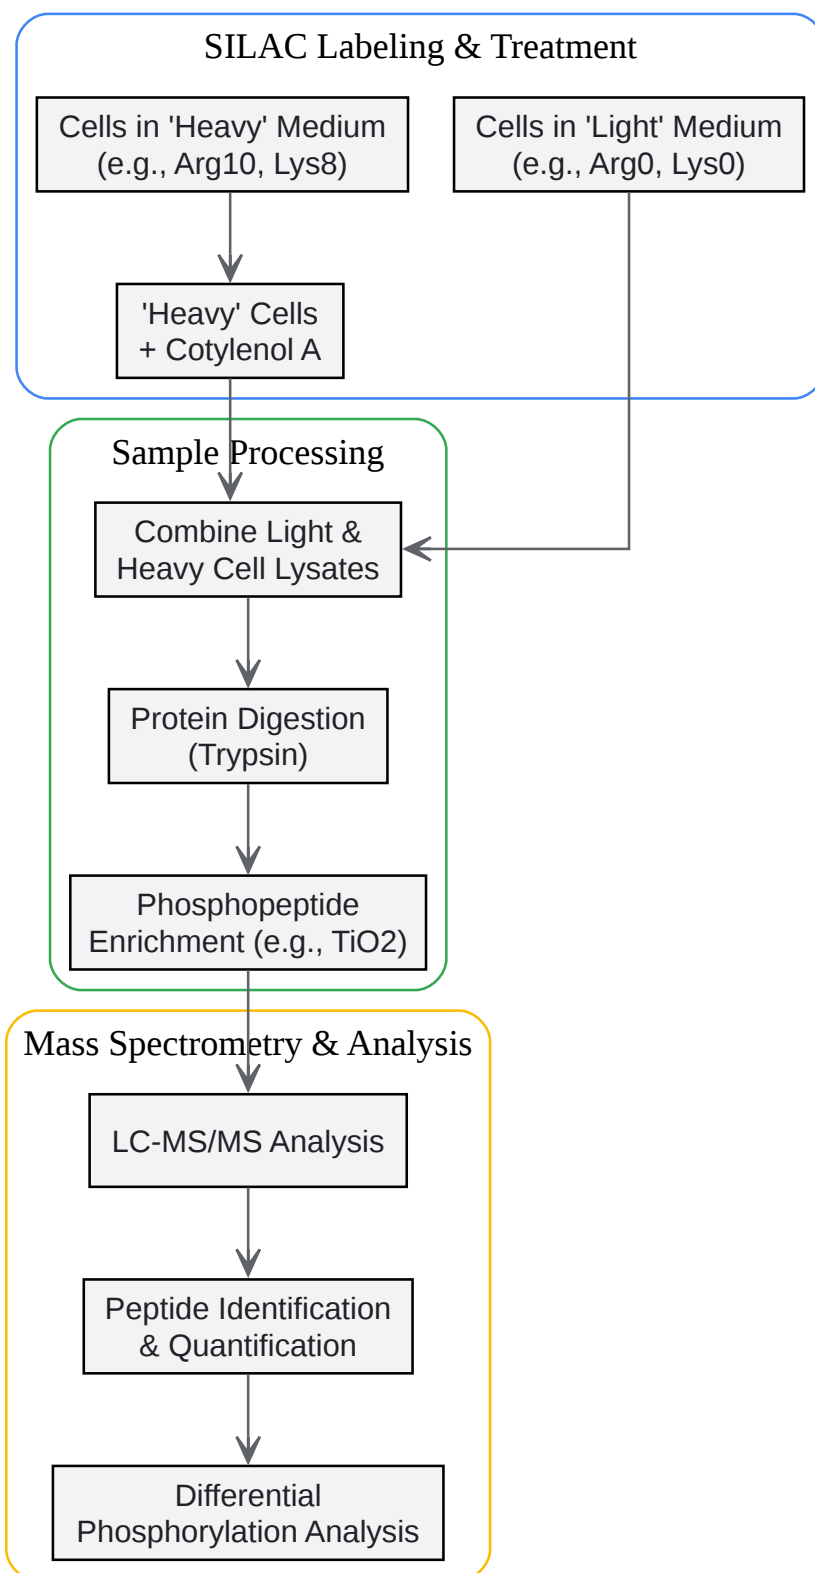 SILAC Labeling & Treatment
Cells in 'Heavy' Medium
(e.g., Arg10, Lys8)
Cells in 'Light' Medium
(e.g., Arg0, Lys0)
'Heavy' Cells
+ Cotylenol A
Sample Processing
Combine Light &
Heavy Cell Lysates
Protein Digestion
(Trypsin)
Phosphopeptide
Enrichment (e.g., TiO2)
Mass Spectrometry & Analysis
LC-MS/MS Analysis
Peptide Identification
& Quantification
Differential
Phosphorylation Analysis